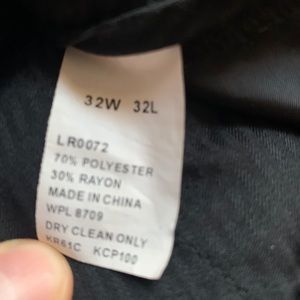 32W 32L
LR0072
70% POLYESTER
30% RAYON
MADE IN CHINA
WPL 8709
DRY CLEAN ONLY
KR61C KCP100